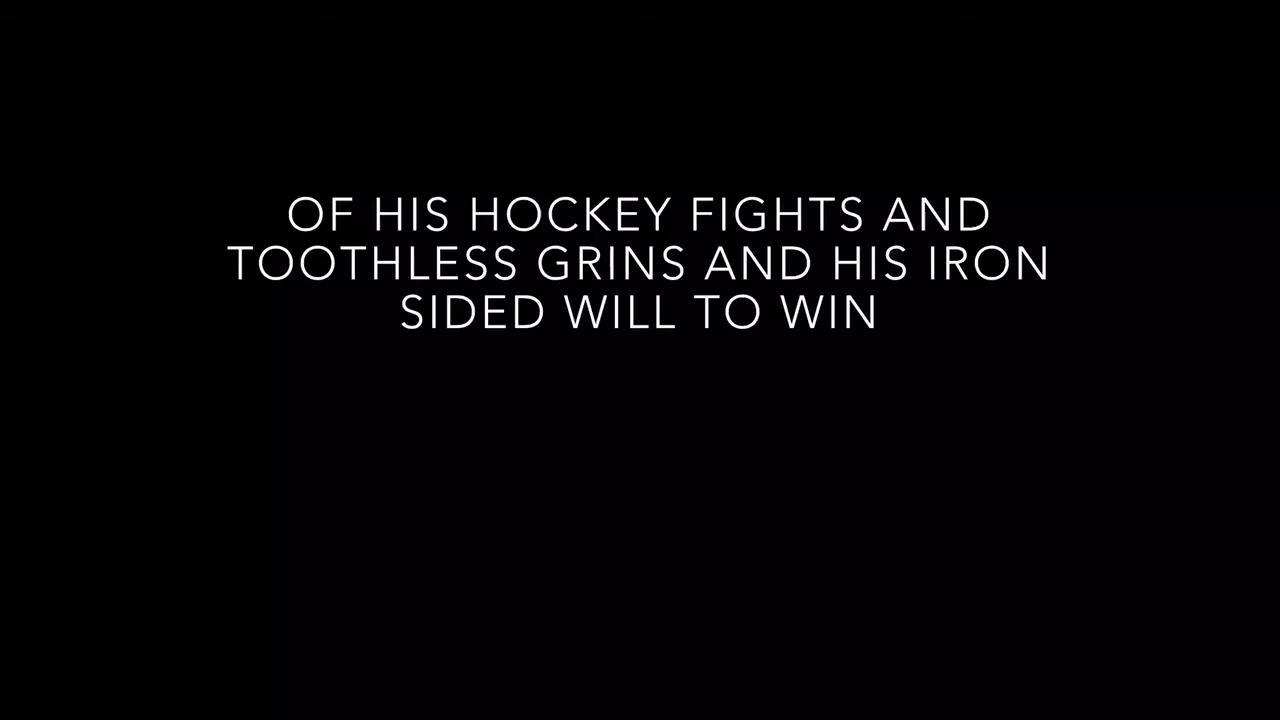 OF HIS HOCKEY FIGHTS AND
TOOTHLESS GRINS AND HIS IRON
SIDED WILL TO WIN